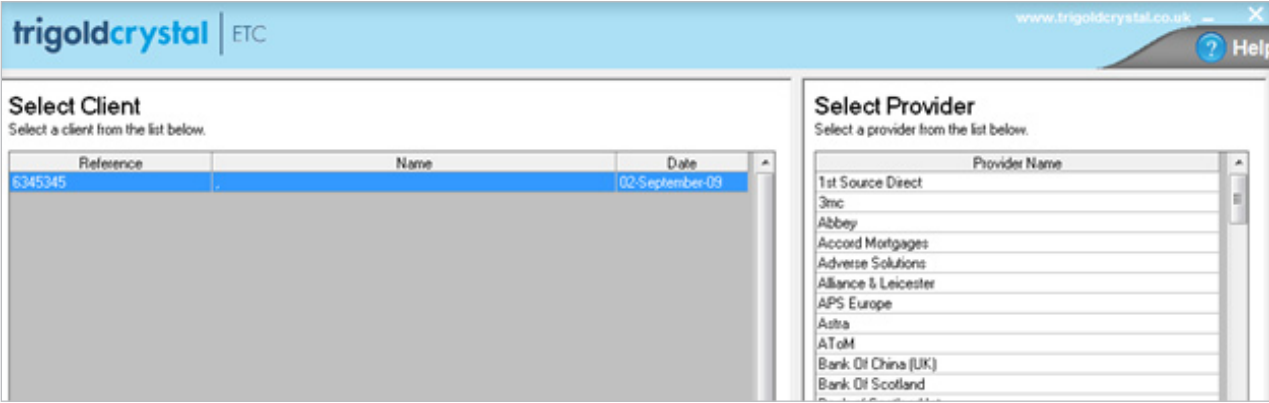 trigoldcrystal ETC
www.trigoldcrystal.co.uk
? Help
Select Client
Select a client from the list below.
Reference Name Date
6345345 , 02-September-09
Select Provider
Select a provider from the list below.
Provider Name
1st Source Direct
3mc
Abbey
Accord Mortgages
Adverse Solutions
Alliance & Leicester
APS Europe
Astra
AToM
Bank Of China (UK)
Bank Of Scotland